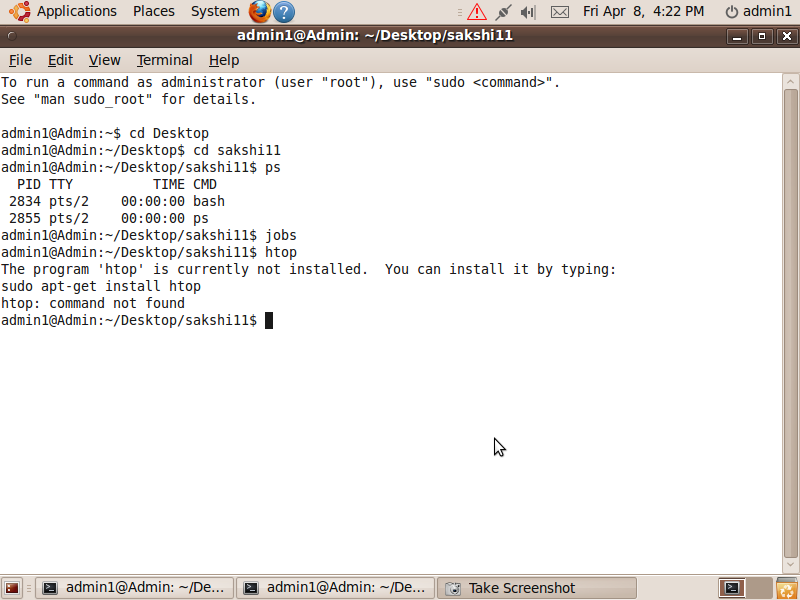 Applications Places System Fri Apr 8, 4:22 PM admin1
admin1@Admin: ~/Desktop/sakshi11
File Edit View Terminal Help
To run a command as administrator (user "root"), use "sudo <command>".
See "man sudo_root" for details.
admin1@Admin:~$ cd Desktop
admin1@Admin:~/Desktop$ cd sakshi11
admin1@Admin:~/Desktop/sakshi11$ ps
  PID TTY          TIME CMD
 2834 pts/2    00:00:00 bash
 2855 pts/2    00:00:00 ps
admin1@Admin:~/Desktop/sakshi11$ jobs
admin1@Admin:~/Desktop/sakshi11$ htop
The program 'htop' is currently not installed.  You can install it by typing:
sudo apt-get install htop
htop: command not found
admin1@Admin:~/Desktop/sakshi11$
admin1@Admin: ~/De... admin1@Admin: ~/De... Take Screenshot